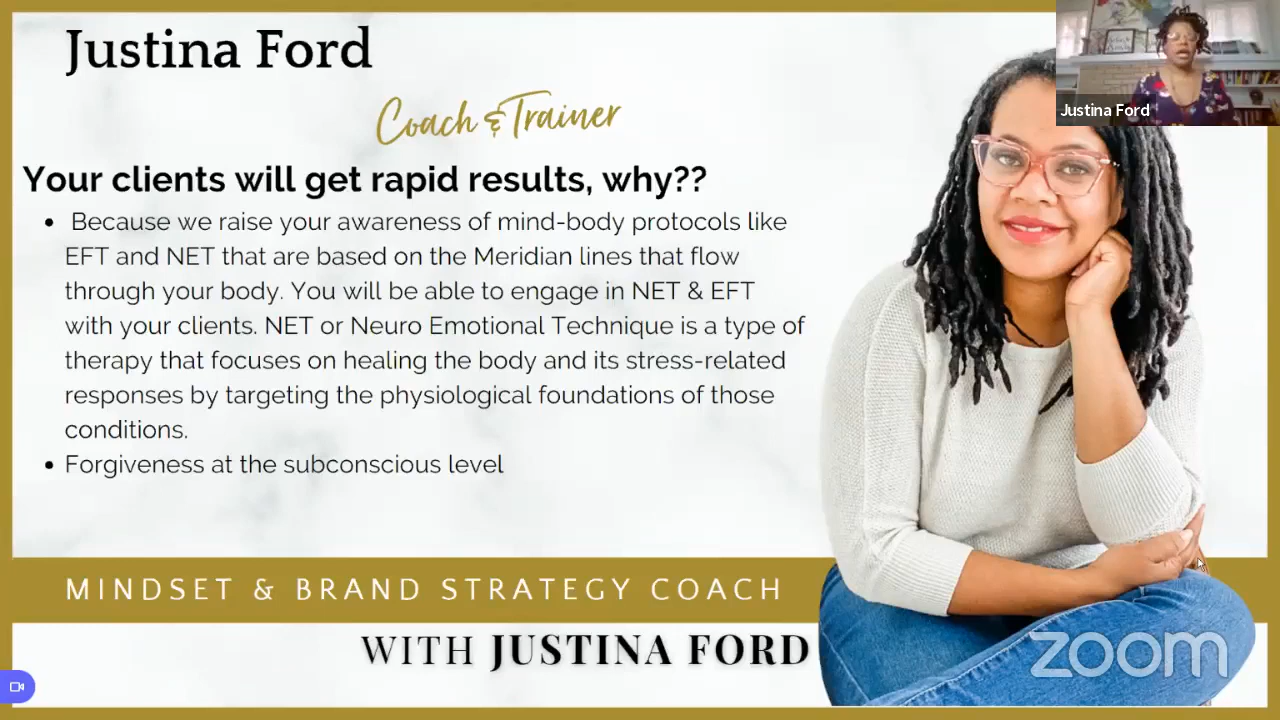 Justina Ford
Coach & Trainer
Justina Ford
Your clients will get rapid results, why??
• Because we raise your awareness of mind-body protocols like
EFT and NET that are based on the Meridian lines that flow
through your body. You will be able to engage in NET & EFT
with your clients. NET or Neuro Emotional Technique is a type of
therapy that focuses on healing the body and its stress-related
responses by targeting the physiological foundations of those
conditions.
• Forgiveness at the subconscious level
MINDSET & BRAND STRATEGY COACH
WITH JUSTINA FORD
zoom